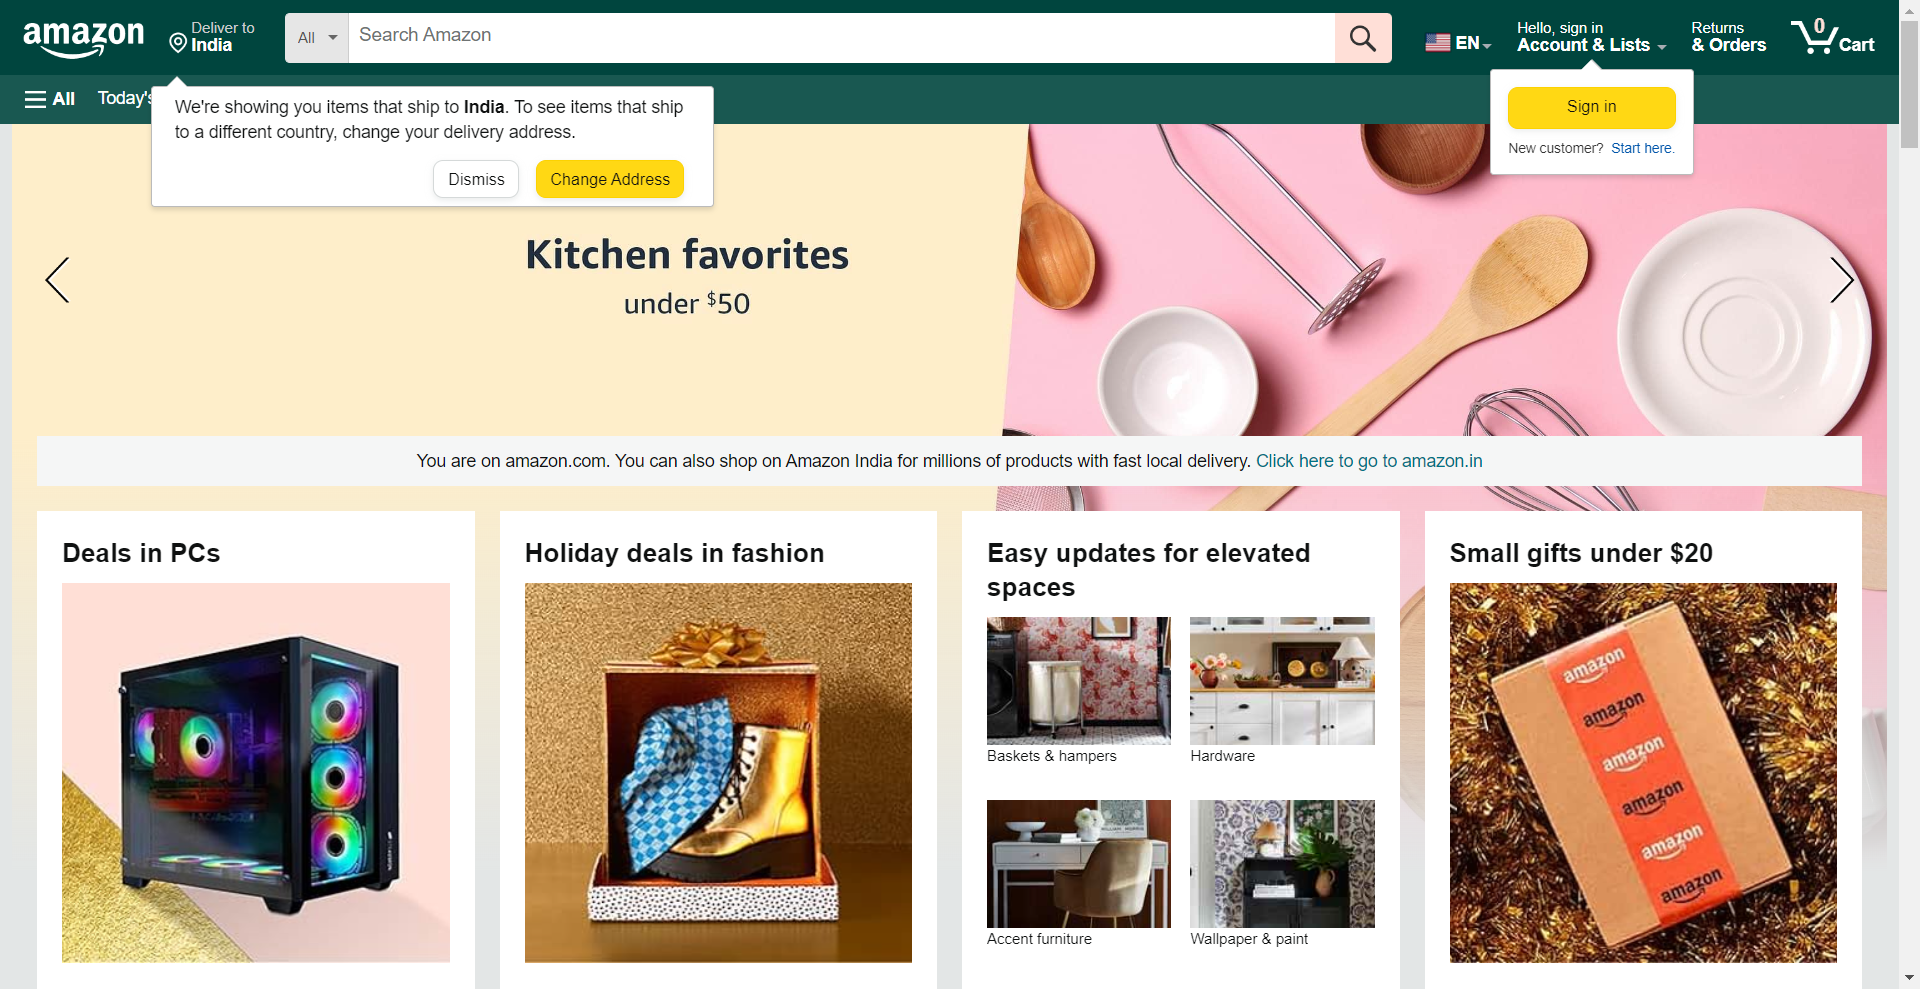 amazon
Deliver to
India
All
Search Amazon
EN
Hello, sign in
Account & Lists
Returns
& Orders
0
Cart
All
Today's
We're showing you items that ship to India. To see items that ship
to a different country, change your delivery address.
Dismiss
Change Address
Sign in
New customer? Start here.
Kitchen favorites
under $50
You are on amazon.com. You can also shop on Amazon India for millions of products with fast local delivery. Click here to go to amazon.in
Deals in PCs
Holiday deals in fashion
Easy updates for elevated
spaces
Baskets & hampers
Hardware
Accent furniture
Wallpaper & paint
Small gifts under $20
amazon
amazon
amazon
amazon
amazon
amazon